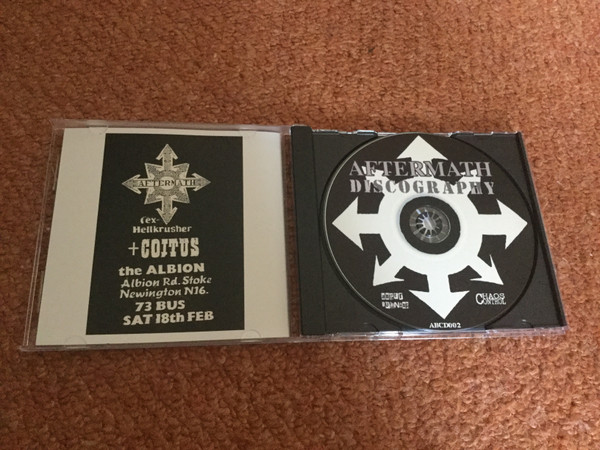 AFTERMATH
(ex-
Hellkrusher
+ COITUS
the ALBION
Albion Rd. Stoke
Newington N16.
73 BUS
SAT 18th FEB
AFTERMATH
DISCOGRAPHY
CHAOS
CONTROL
ABCD002